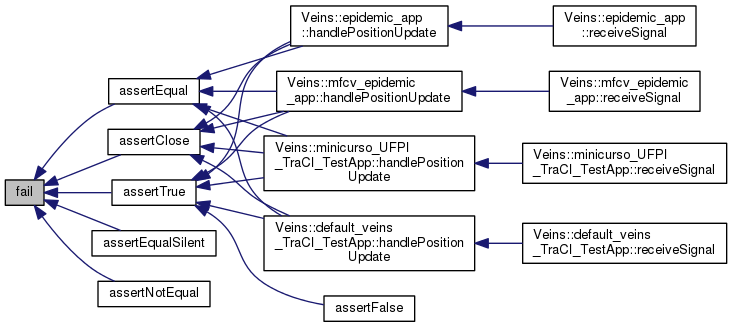 fail
assertEqual
assertClose
assertTrue
assertEqualSilent
assertNotEqual
Veins::epidemic_app
::handlePositionUpdate
Veins::mfcv_epidemic
_app::handlePositionUpdate
Veins::minicurso_UFPI
_TraCI_TestApp::handlePosition
Update
Veins::default_veins
_TraCI_TestApp::handlePosition
Update
assertFalse
Veins::epidemic_app
::receiveSignal
Veins::mfcv_epidemic
_app::receiveSignal
Veins::minicurso_UFPI
_TraCI_TestApp::receiveSignal
Veins::default_veins
_TraCI_TestApp::receiveSignal